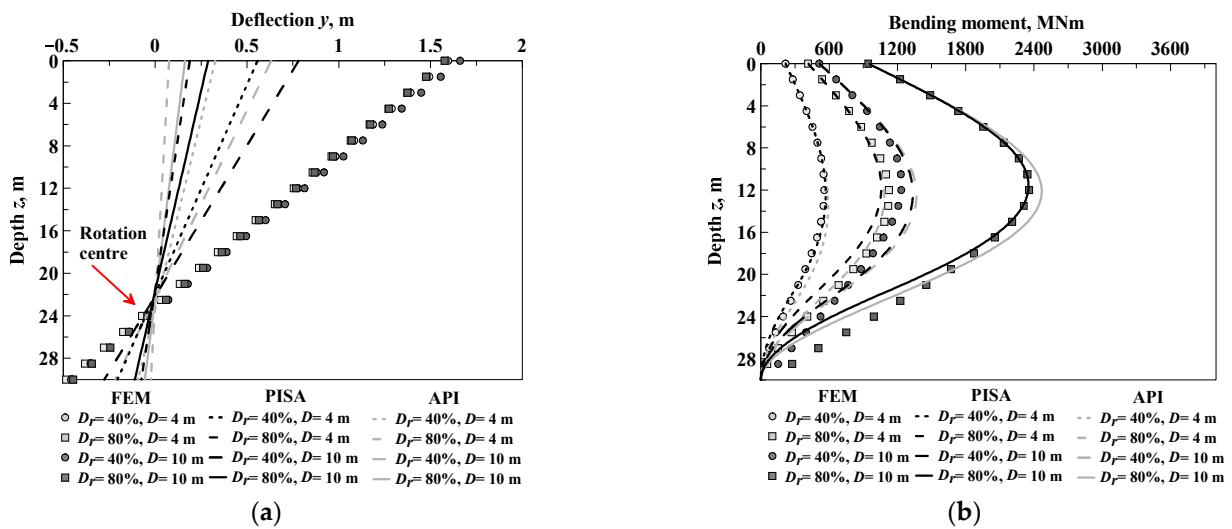 Deflection y, m
−0.5 0 0.5 1 1.5 2
0
4
8
12
16
20
24
28
Depth z, m
Rotation
centre
FEM PISA API
Dr= 40%, D= 4 m Dr= 40%, D= 4 m Dr= 40%, D= 4 m
Dr= 80%, D= 4 m Dr= 80%, D= 4 m Dr= 80%, D= 4 m
Dr= 40%, D= 10 m Dr= 40%, D= 10 m Dr= 40%, D= 10 m
Dr= 80%, D= 10 m Dr= 80%, D= 10 m Dr= 80%, D= 10 m
(a)
Bending moment, MNm
0 600 1200 1800 2400 3000 3600
0
4
8
12
16
20
24
28
Depth z, m
FEM PISA API
Dr= 40%, D= 4 m Dr= 40%, D= 4 m Dr= 40%, D= 4 m
Dr= 80%, D= 4 m Dr= 80%, D= 4 m Dr= 80%, D= 4 m
Dr= 40%, D= 10 m Dr= 40%, D= 10 m Dr= 40%, D= 10 m
Dr= 80%, D= 10 m Dr= 80%, D= 10 m Dr= 80%, D= 10 m
(b)